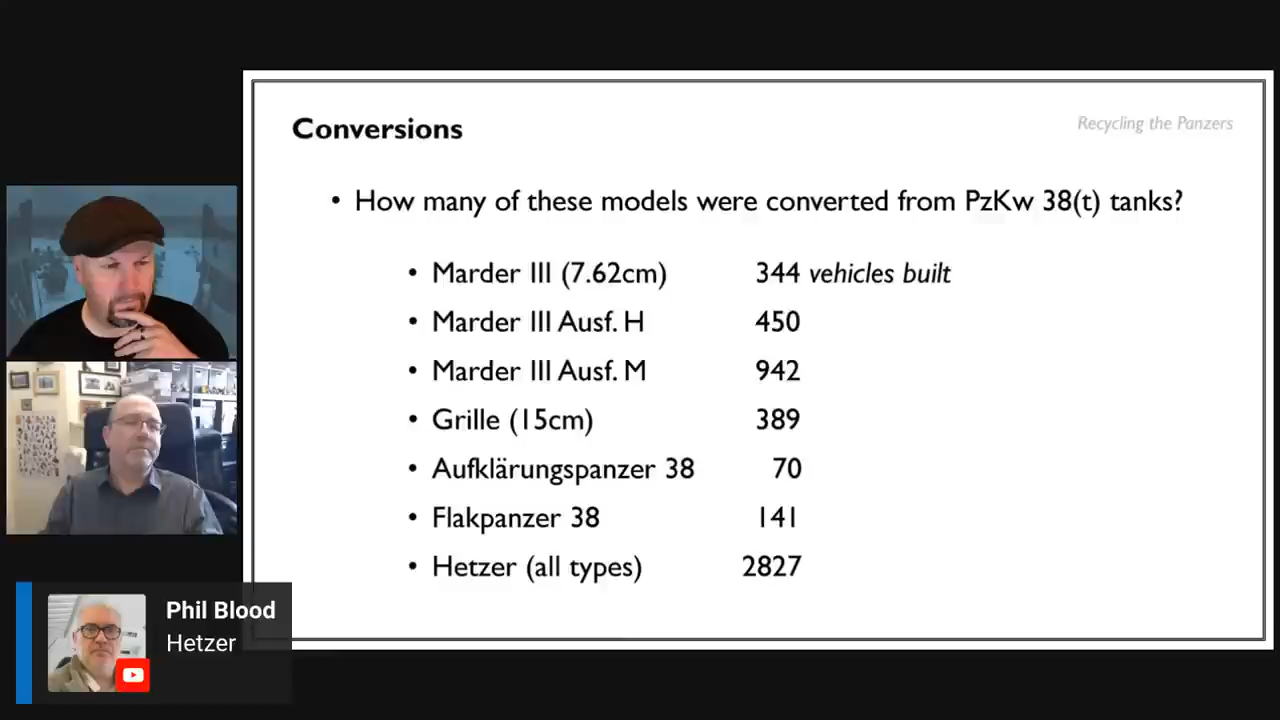 Conversions
Recycling the Panzers
• How many of these models were converted from PzKw 38(t) tanks?
• Marder III (7.62cm) 344 vehicles built
• Marder III Ausf. H 450
• Marder III Ausf. M 942
• Grille (15cm) 389
• Aufklärungspanzer 38 70
• Flakpanzer 38 141
• Hetzer (all types) 2827
Phil Blood
Hetzer